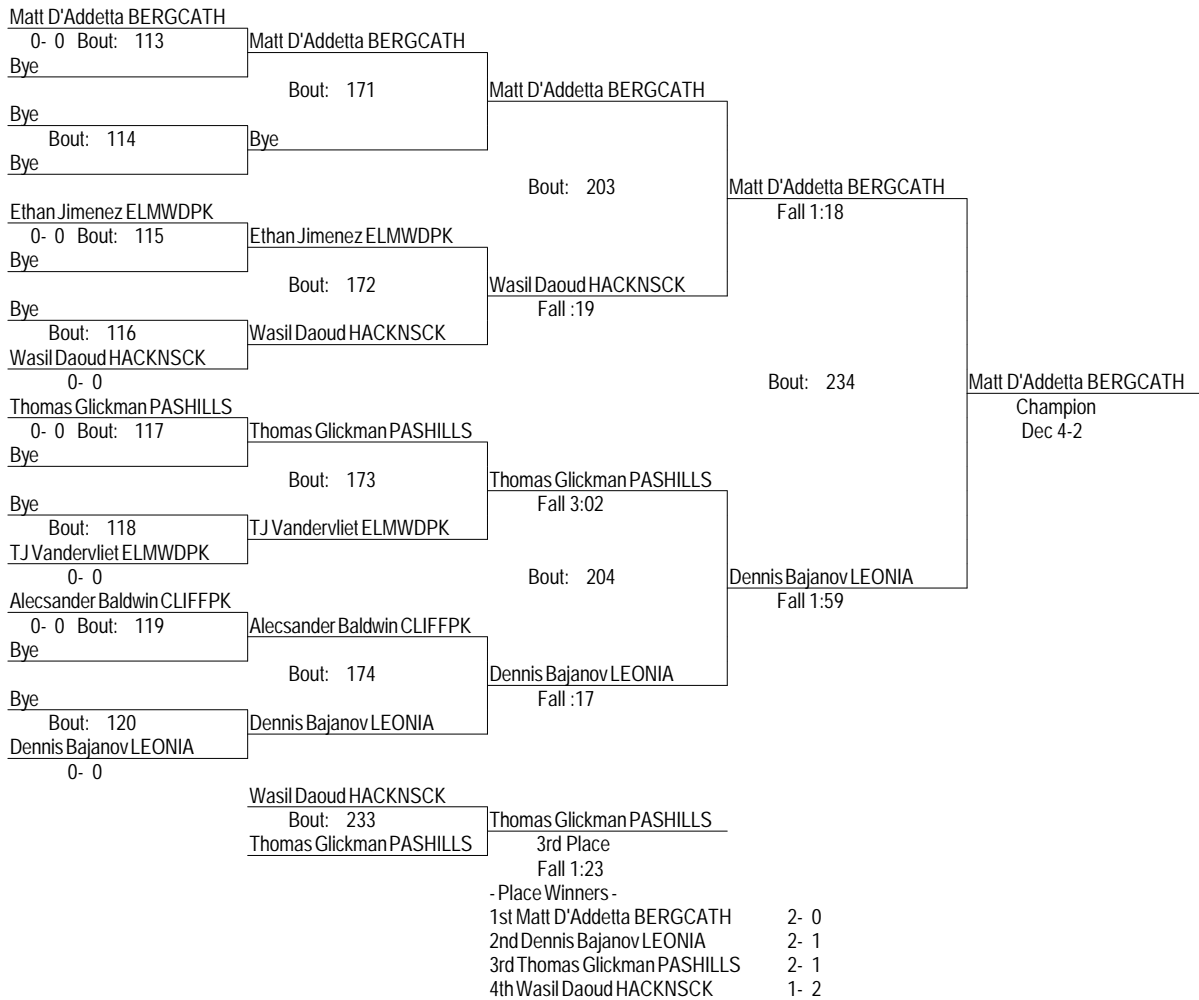 Matt D'Addetta BERGCATH
0- 0 Bout: 113
Matt D'Addetta BERGCATH
Bye
Bout: 171
Matt D'Addetta BERGCATH
Bye
Bout: 114
Bye
Bye
Bout: 203
Matt D'Addetta BERGCATH
Fall 1:18
Ethan Jimenez ELMWDPK
0- 0 Bout: 115
Ethan Jimenez ELMWDPK
Bye
Bout: 172
Wasil Daoud HACKNSCK
Fall :19
Bye
Bout: 116
Wasil Daoud HACKNSCK
Wasil Daoud HACKNSCK
0- 0
Bout: 234
Matt D'Addetta BERGCATH
Champion
Dec 4-2
Thomas Glickman PASHILLS
0- 0 Bout: 117
Thomas Glickman PASHILLS
Bye
Bout: 173
Thomas Glickman PASHILLS
Fall 3:02
Bye
Bout: 118
TJ Vandervliet ELMWDPK
TJ Vandervliet ELMWDPK
0- 0
Bout: 204
Dennis Bajanov LEONIA
Fall 1:59
Alecsander Baldwin CLIFFPK
0- 0 Bout: 119
Alecsander Baldwin CLIFFPK
Bye
Bout: 174
Dennis Bajanov LEONIA
Fall :17
Bye
Bout: 120
Dennis Bajanov LEONIA
Dennis Bajanov LEONIA
0- 0
Wasil Daoud HACKNSCK
Bout: 233
Thomas Glickman PASHILLS
Thomas Glickman PASHILLS
3rd Place
Fall 1:23
- Place Winners -
1st Matt D'Addetta BERGCATH 2- 0
2nd Dennis Bajanov LEONIA 2- 1
3rd Thomas Glickman PASHILLS 2- 1
4th Wasil Daoud HACKNSCK 1- 2